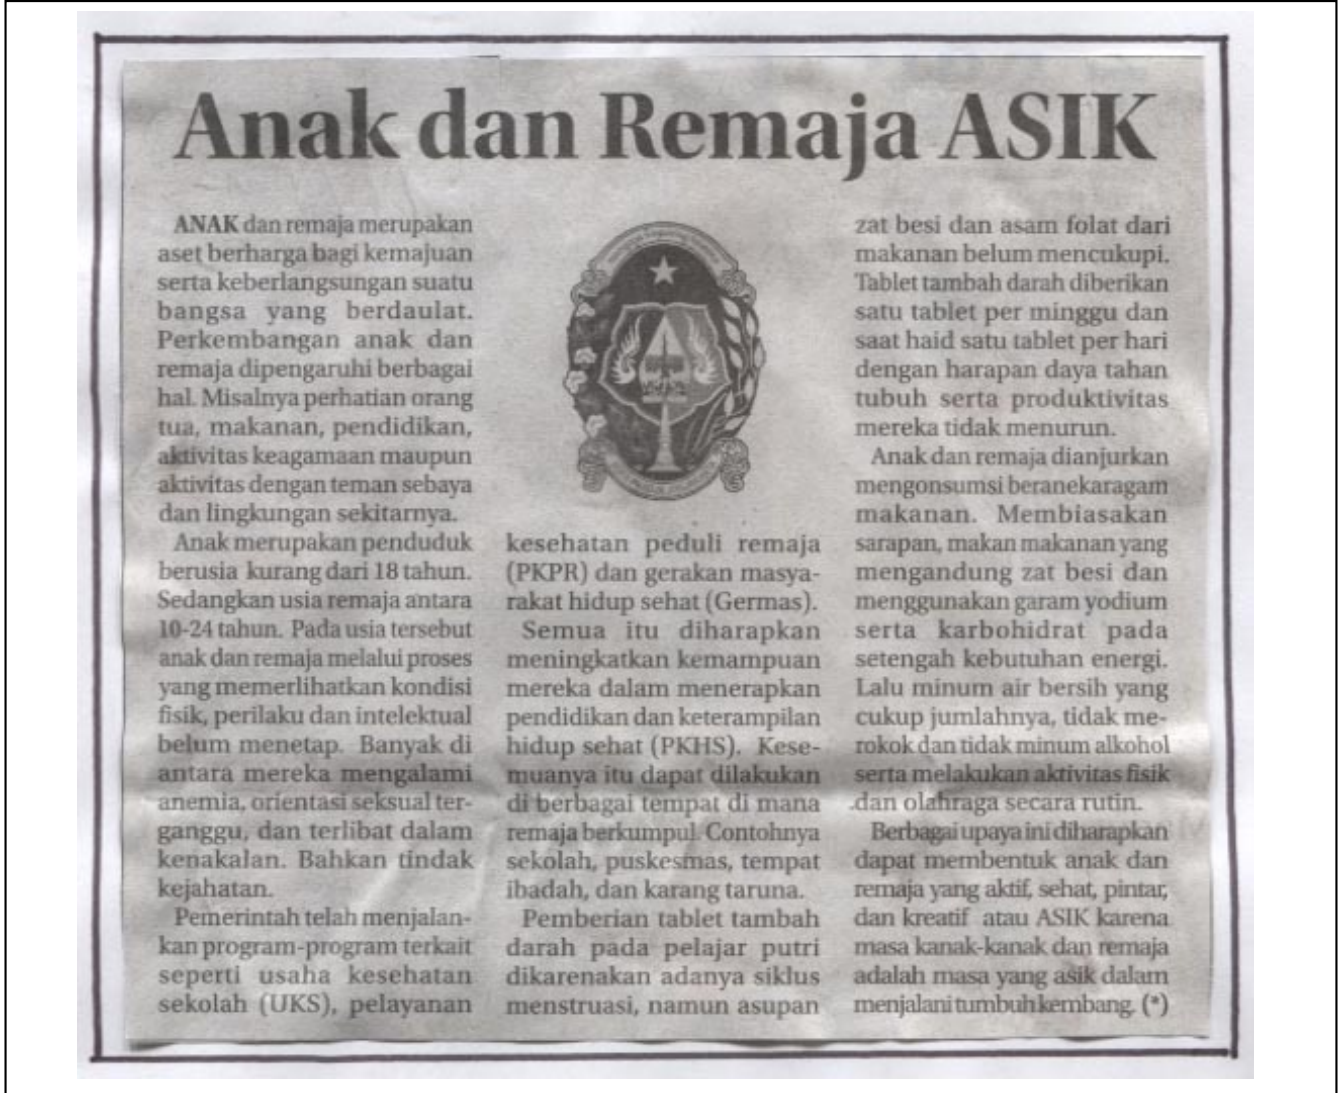 Anak dan Remaja ASIK
ANAK dan remaja merupakan
aset berharga bagi kemajuan
serta keberlangsungan suatu
bangsa yang berdaulat.
Perkembangan anak dan
remaja dipengaruhi berbagai
hal. Misalnya perhatian orang
tua, makanan, pendidikan,
aktivitas keagamaan maupun
aktivitas dengan teman sebaya
dan lingkungan sekitarnya.
Anak merupakan penduduk
berusia kurang dari 18 tahun.
Sedangkan usia remaja antara
10-24 tahun. Pada usia tersebut
anak dan remaja melalui proses
yang memerlihatkan kondisi
fisik, perilaku dan intelektual
belum menetap. Banyak di
antara mereka mengalami
anemia, orientasi seksual ter-
ganggu, dan terlibat dalam
kenakalan. Bahkan tindak
kejahatan.
Pemerintah telah menjalan-
kan program-program terkait
seperti usaha kesehatan
sekolah (UKS), pelayanan
kesehatan peduli remaja
(PKPR) dan gerakan masya-
rakat hidup sehat (Germas).
Semua itu diharapkan
meningkatkan kemampuan
mereka dalam menerapkan
pendidikan dan keterampilan
hidup sehat (PKHS). Kese-
muanya itu dapat dilakukan
di berbagai tempat di mana
remaja berkumpul. Contohnya
sekolah, puskesmas, tempat
ibadah, dan karang taruna.
Pemberian tablet tambah
darah pada pelajar putri
dikarenakan adanya siklus
menstruasi, namun asupan
zat besi dan asam folat dari
makanan belum mencukupi.
Tablet tambah darah diberikan
satu tablet per minggu dan
saat haid satu tablet per hari
dengan harapan daya tahan
tubuh serta produktivitas
mereka tidak menurun.
Anak dan remaja dianjurkan
mengonsumsi beranekaragam
makanan. Membiasakan
sarapan, makan makanan yang
mengandung zat besi dan
menggunakan garam yodium
serta karbohidrat pada
setengah kebutuhan energi.
Lalu minum air bersih yang
cukup jumlahnya, tidak me-
rokok dan tidak minum alkohol
serta melakukan aktivitas fisik
dan olahraga secara rutin.
Berbagai upaya ini diharapkan
dapat membentuk anak dan
remaja yang aktif, sehat, pintar,
dan kreatif atau ASIK karena
masa kanak-kanak dan remaja
adalah masa yang asik dalam
menjalani tumbuh kembang. (*)